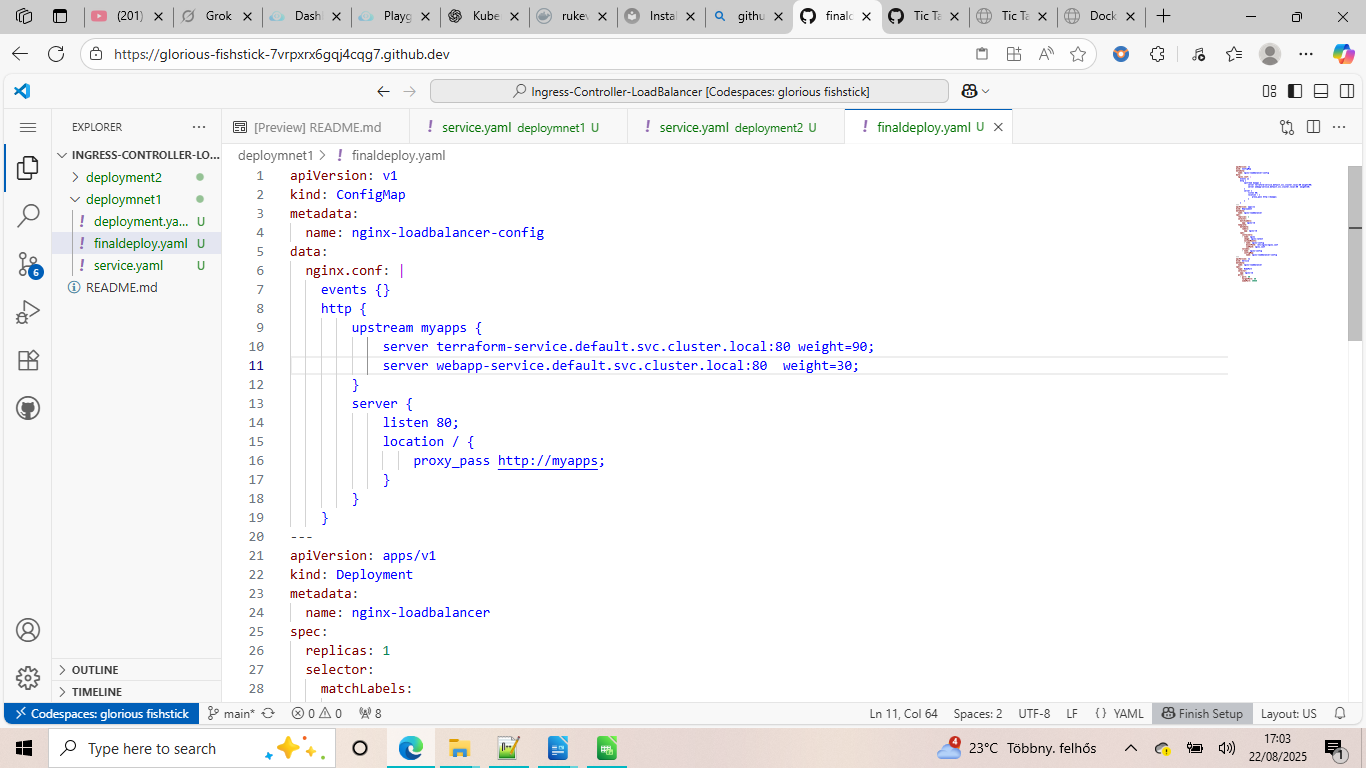 (201)
Grok
Dash
Playg
Kube
rukev
Instal
githu
finalc
Tic Ta
Tic Ta
Dock
https://glorious-fishstick-7vrpxrx6gqj4cqg7.github.dev
Ingress-Controller-LoadBalancer [Codespaces: glorious fishstick]
EXPLORER
[Preview] README.md
service.yaml deploymnet1 U
service.yaml deployment2 U
finaldeploy.yaml U
INGRESS-CONTROLLER-LO...
deployment2
deploymnet1
deployment.ya... U
finaldeploy.yaml U
service.yaml U
README.md
6
OUTLINE
TIMELINE
deploymnet1 > ! finaldeploy.yaml
1 apiVersion: v1
2 kind: ConfigMap
3 metadata:
4   name: nginx-loadbalancer-config
5 data:
6   nginx.conf: |
7     events {}
8     http {
9         upstream myapps {
10             server terraform-service.default.svc.cluster.local:80 weight=90;
11             server webapp-service.default.svc.cluster.local:80  weight=30;
12         }
13         server {
14             listen 80;
15             location / {
16                 proxy_pass http://myapps;
17             }
18         }
19     }
20 ---
21 apiVersion: apps/v1
22 kind: Deployment
23 metadata:
24   name: nginx-loadbalancer
25 spec:
26   replicas: 1
27   selector:
28     matchLabels:
Codespaces: glorious fishstick
main*
0
0
8
Ln 11, Col 64
Spaces: 2
UTF-8
LF
{ } YAML
Finish Setup
Layout: US
Type here to search
4
23°C Többny. felhős
17:03
22/08/2025
1